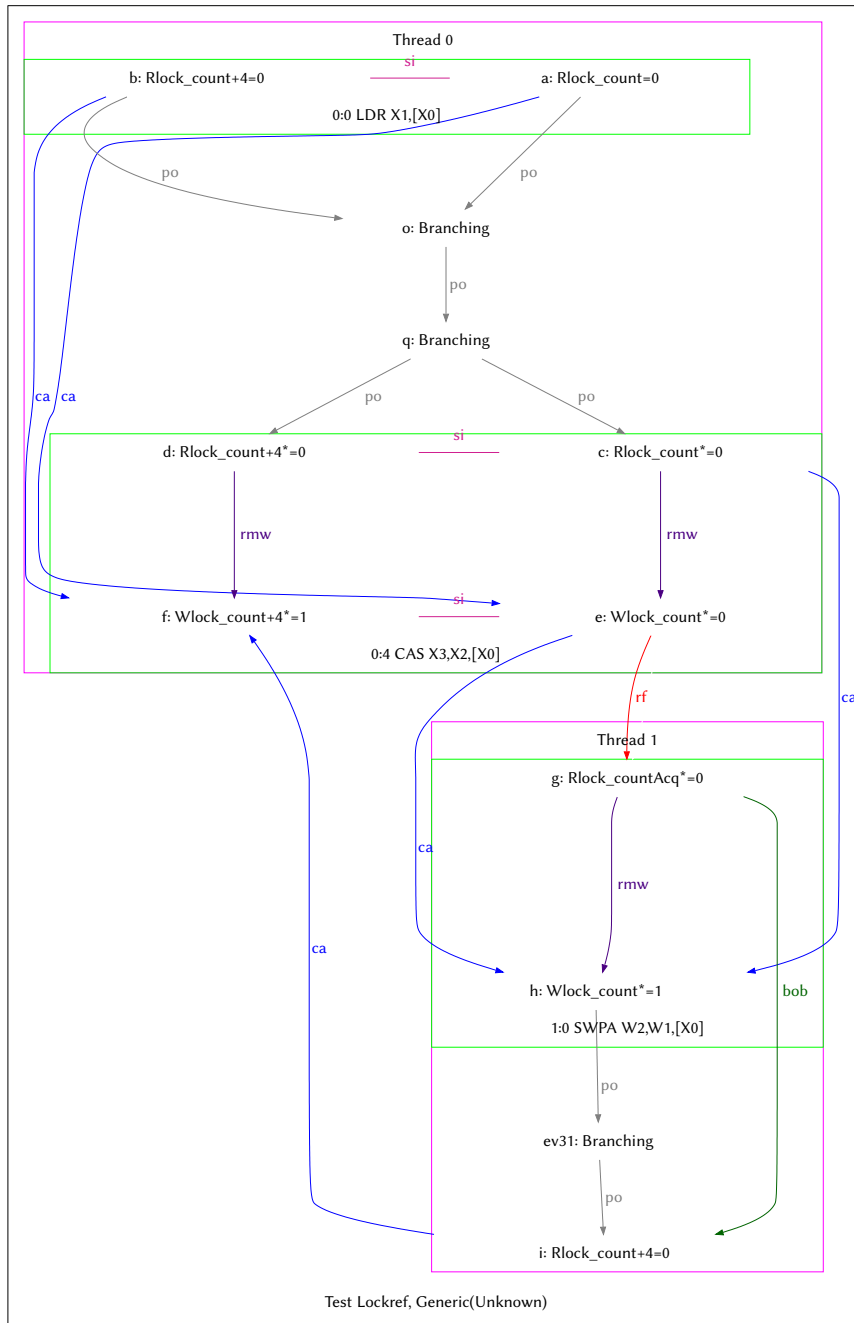 Thread 0
si
b: Rlock_count+4=0
a: Rlock_count=0
0:0 LDR X1,[X0]
po
po
o: Branching
po
q: Branching
ca
ca
po
po
si
d: Rlock_count+4*=0
c: Rlock_count*=0
rmw
rmw
si
f: Wlock_count+4*=1
e: Wlock_count*=0
0:4 CAS X3,X2,[X0]
rf
ca
Thread 1
g: Rlock_countAcq*=0
ca
rmw
ca
h: Wlock_count*=1
bob
1:0 SWPA W2,W1,[X0]
po
ev31: Branching
po
i: Rlock_count+4=0
Test Lockref, Generic(Unknown)